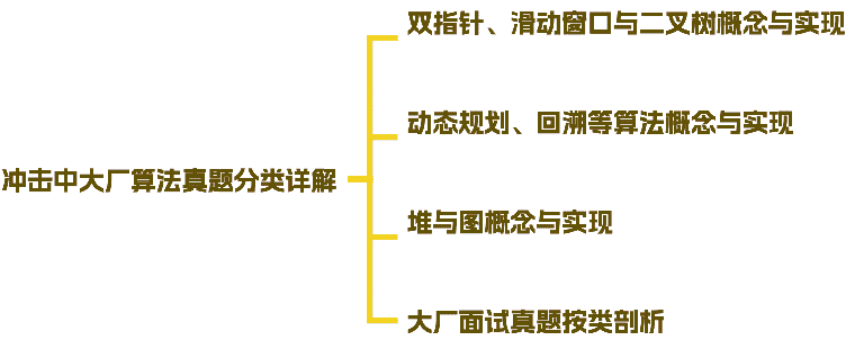 双指针、滑动窗口与二叉树概念与实现
动态规划、回溯等算法概念与实现
冲击中大厂算法真题分类详解
堆与图概念与实现
大厂面试真题按类剖析